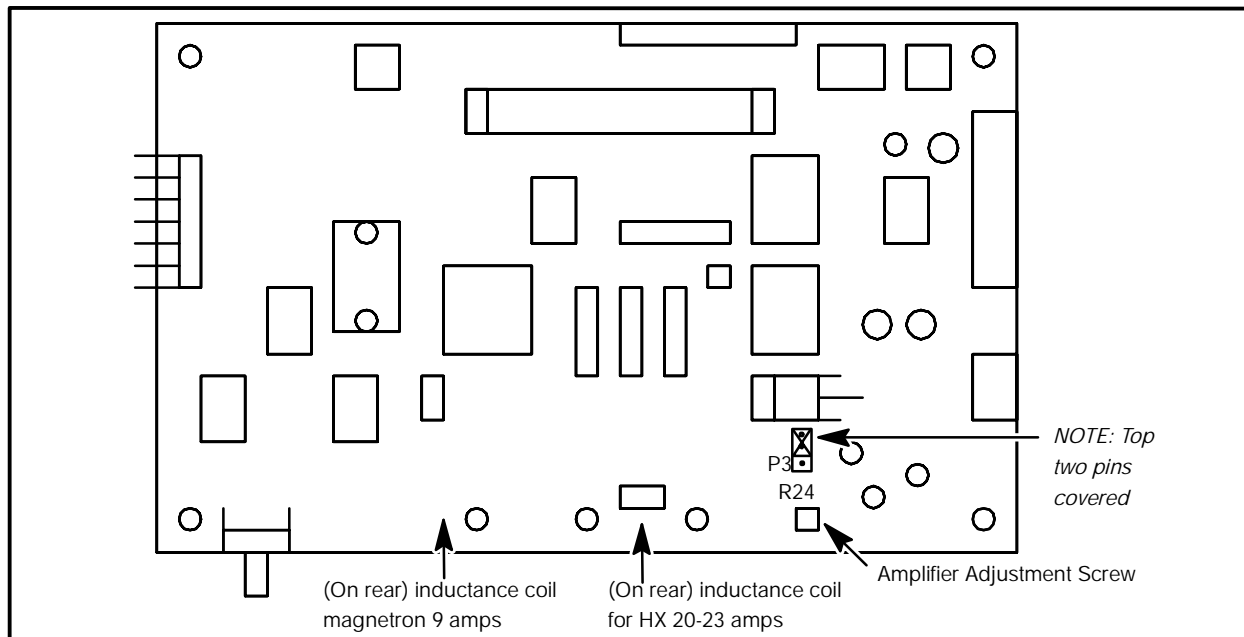 NOTE: Top
two pins
covered
P3
R24
Amplifier Adjustment Screw
(On rear) inductance coil
magnetron 9 amps
(On rear) inductance coil
for HX 20-23 amps